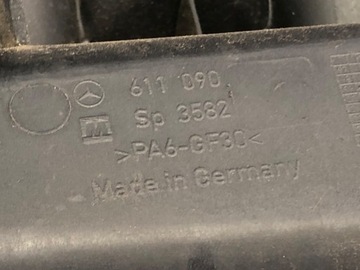 611 090
Sp 3582
>PA6-GF30<
Made in Germany